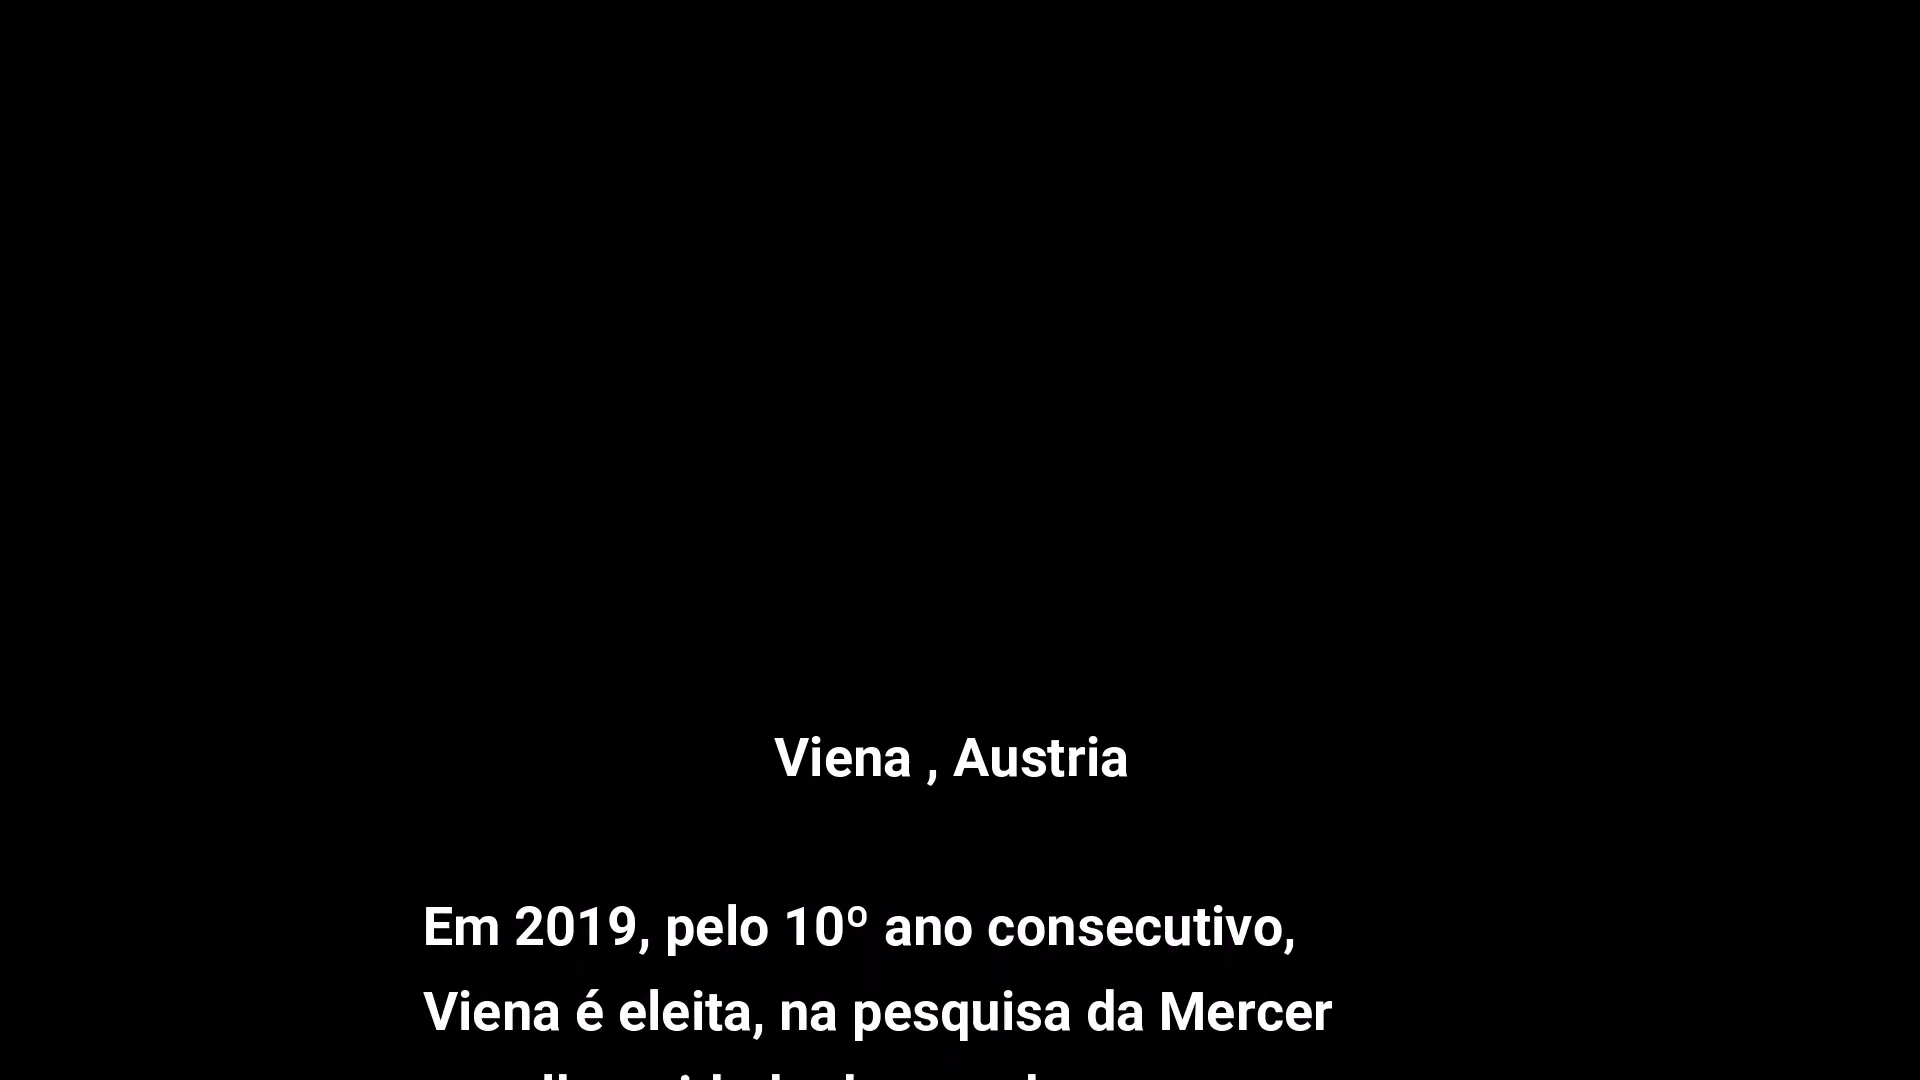 Viena , Austria
Em 2019, pelo 10º ano consecutivo,
Viena é eleita, na pesquisa da Mercer